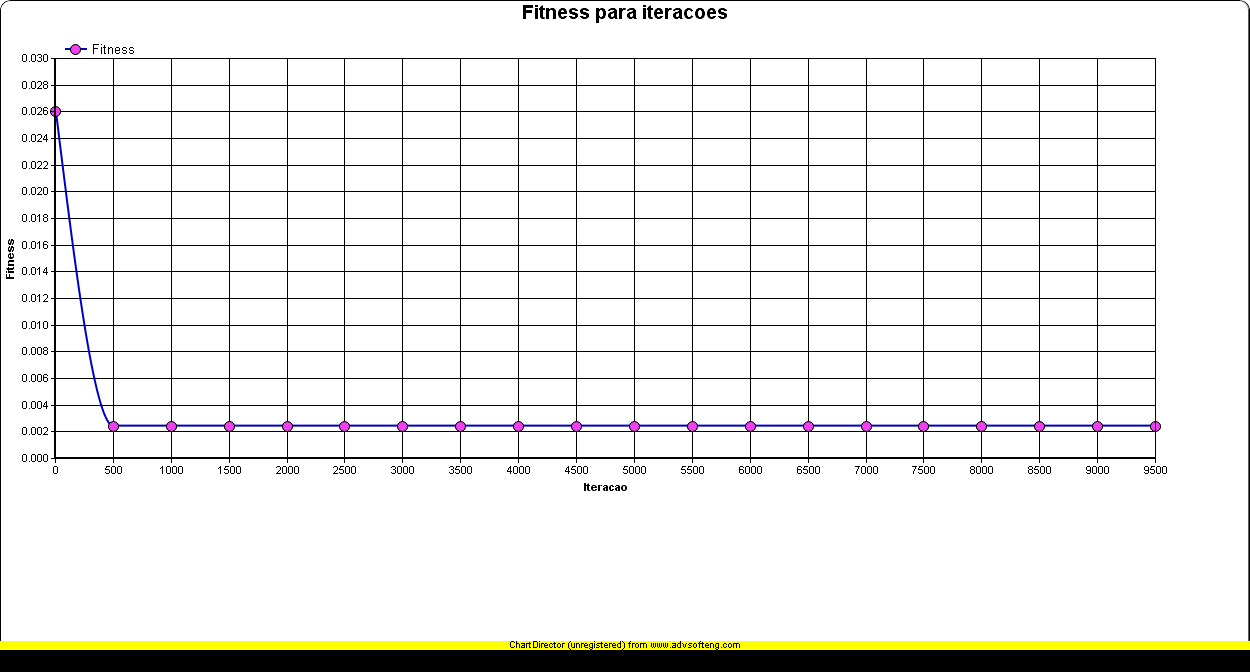 Fitness para iteracoes
Fitness
0.030
0.028
0.026
0.024
0.022
0.020
0.018
0.016
0.014
0.012
0.010
0.008
0.006
0.004
0.002
0.000
Fitness
0 500 1000 1500 2000 2500 3000 3500 4000 4500 5000 5500 6000 6500 7000 7500 8000 8500 9000 9500
Iteracao
ChartDirector (unregistered) from www.advsofteng.com